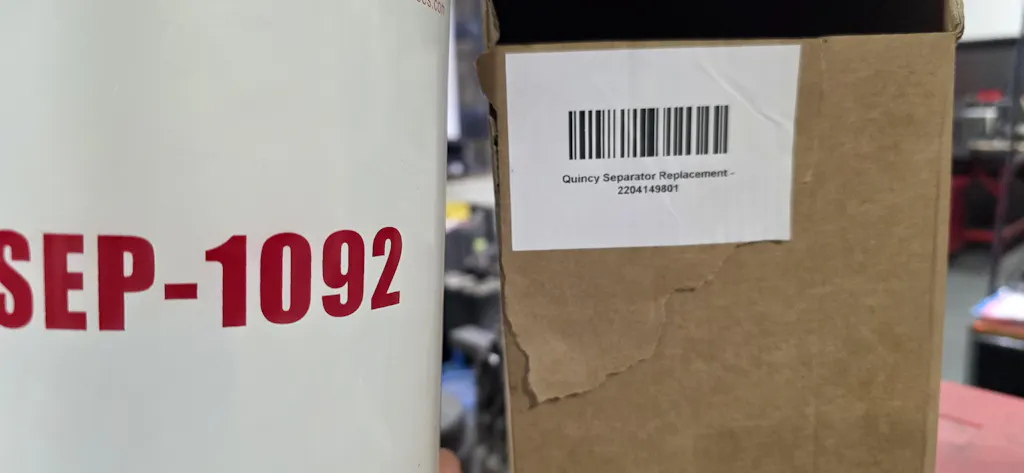 SEP-1092
Quincy Separator Replacement -
2204149801